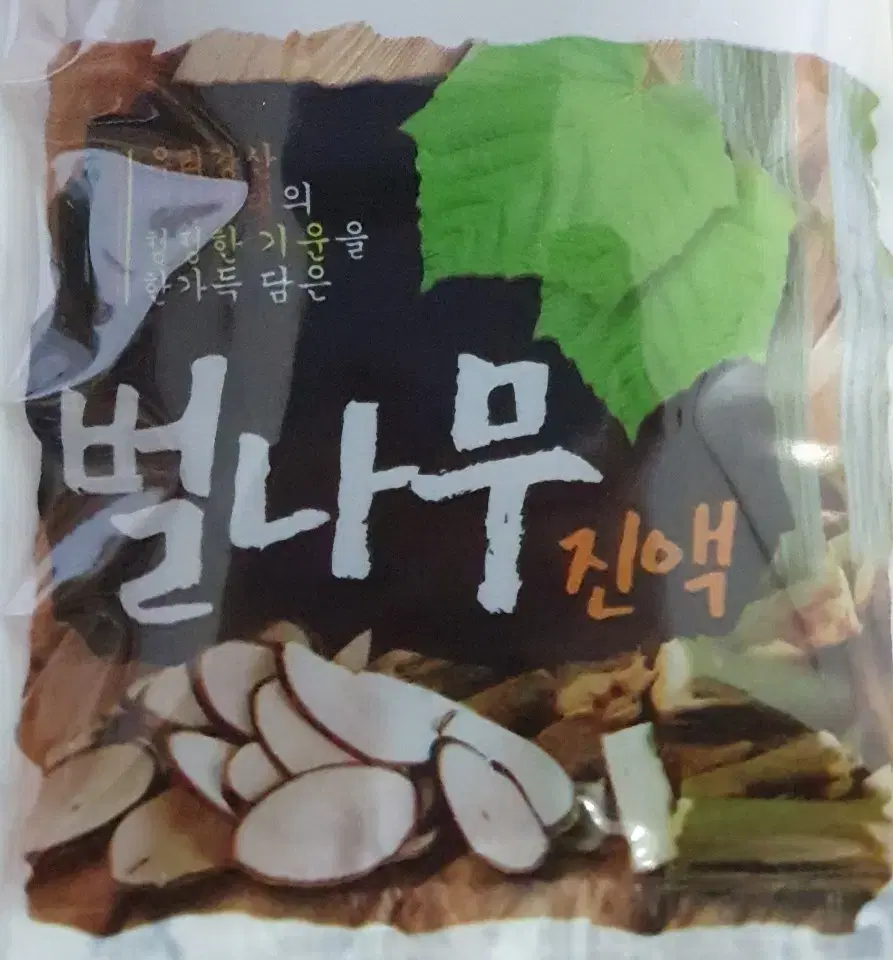 의
청정한 기운을
한가득 담은
벌나무
진액